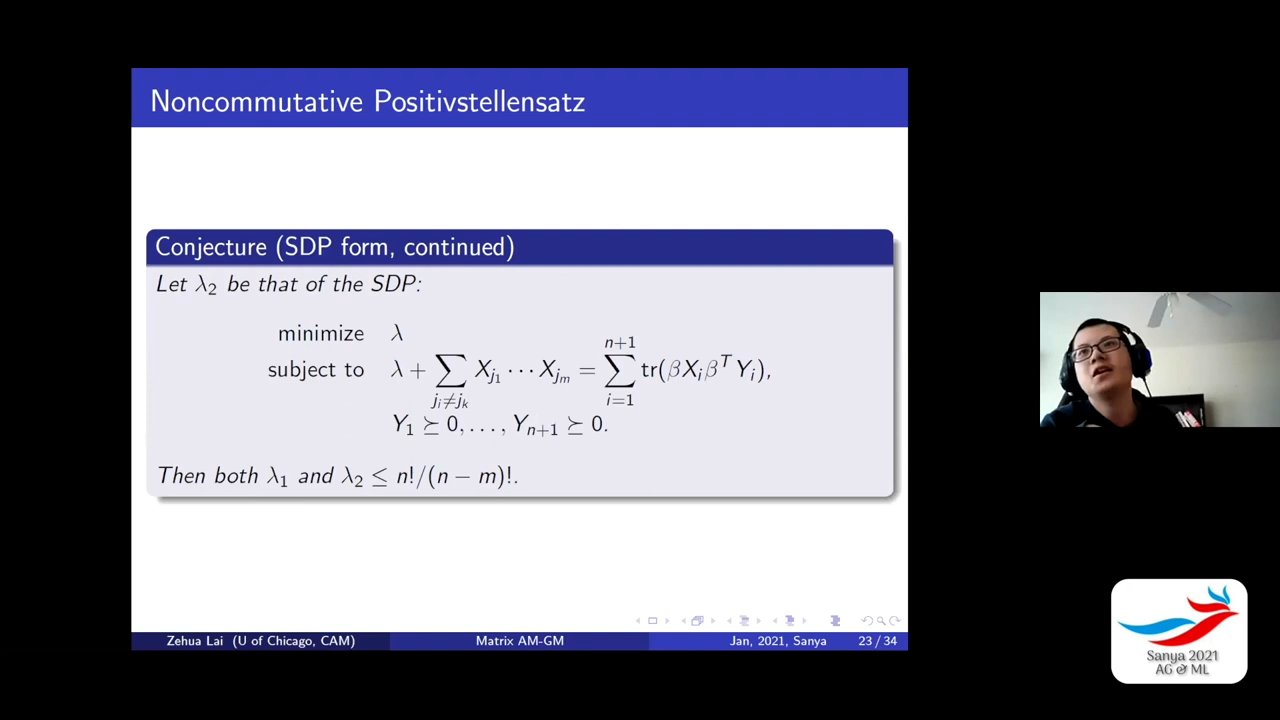 Noncommutative Positivstellensatz
Conjecture (SDP form, continued)
Let λ₂ be that of the SDP:
minimize λ
subject to λ + ∑_{j_i≠j_k} X_{j_1} ⋯ X_{j_m} = ∑_{i=1}^{n+1} tr(βX_iβ^T Y_i),
Y₁ ⪰ 0, . . . , Y_{n+1} ⪰ 0.
Then both λ₁ and λ₂ ≤ n!/(n − m)!.
Zehua Lai (U of Chicago, CAM) Matrix AM-GM Jan, 2021, Sanya 23 / 34
Sanya 2021
AG & ML